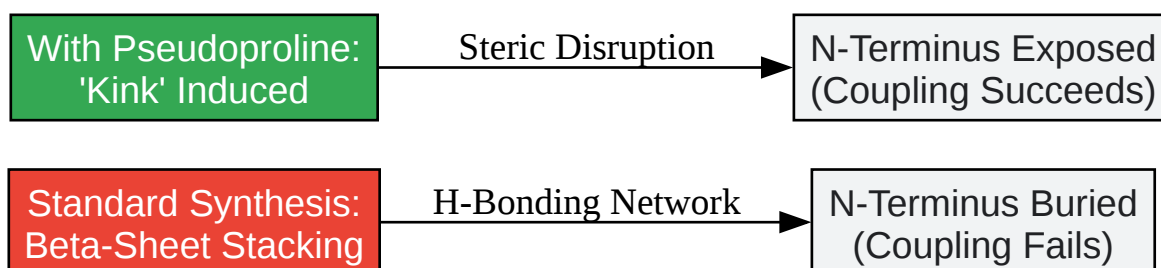 With Pseudoproline:
'Kink' Induced
Steric Disruption
N-Terminus Exposed
(Coupling Succeeds)
Standard Synthesis:
Beta-Sheet Stacking
H-Bonding Network
N-Terminus Buried
(Coupling Fails)